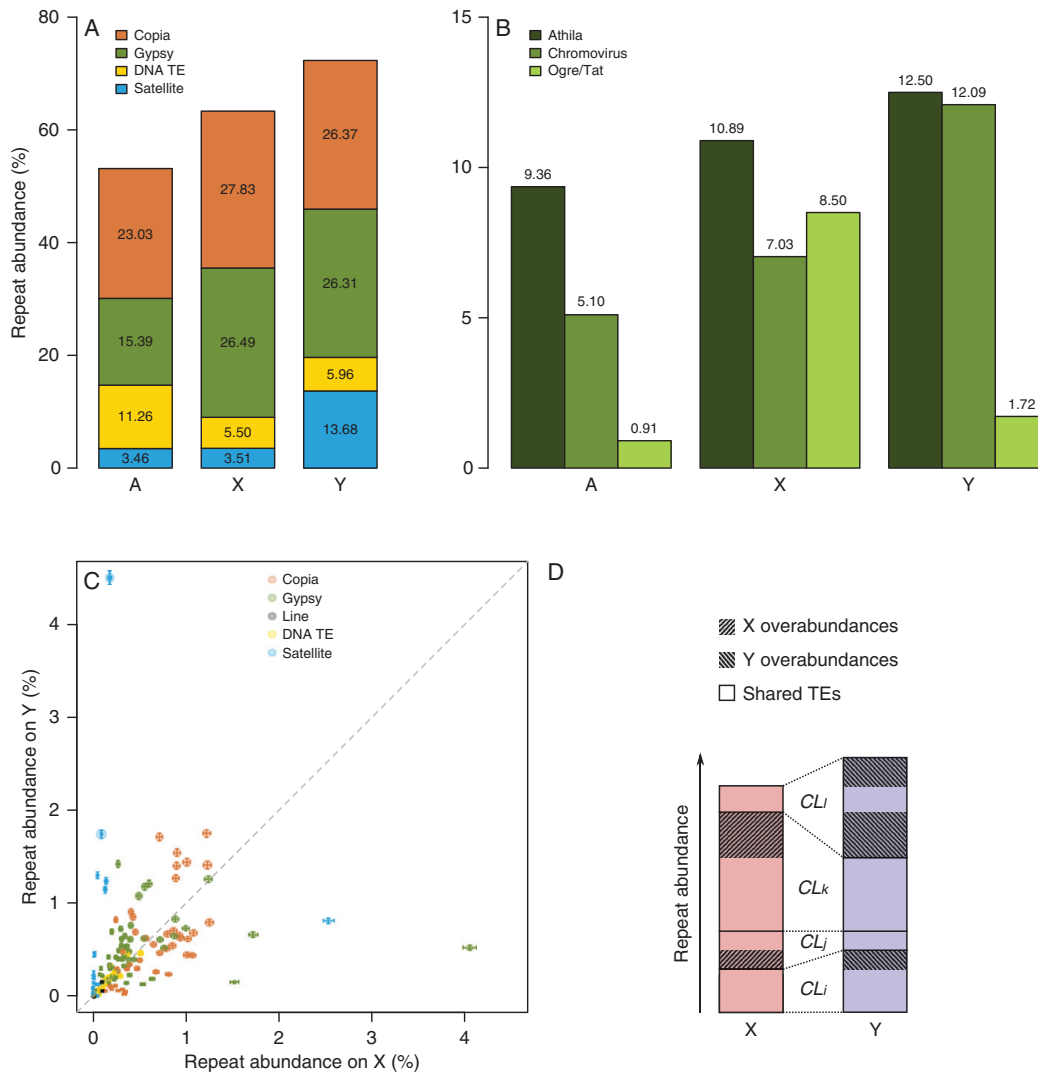 A
Copia
Gypsy
DNA TE
Satellite
Repeat abundance (%)
80
60
40
20
0
23.03
15.39
11.26
3.46
27.83
26.49
5.50
3.51
26.37
26.31
5.96
13.68
A
X
Y
B
Athila
Chromovirus
Ogre/Tat
15
10
5
0
9.36
5.10
0.91
10.89
7.03
8.50
12.50
12.09
1.72
A
X
Y
C
Copia
Gypsy
Line
DNA TE
Satellite
Repeat abundance on Y (%)
4
3
2
1
0
0
1
2
3
4
Repeat abundance on X (%)
D
X overabundances
Y overabundances
Shared TEs
Repeat abundance
CLl
CLk
CLj
CLi
X
Y